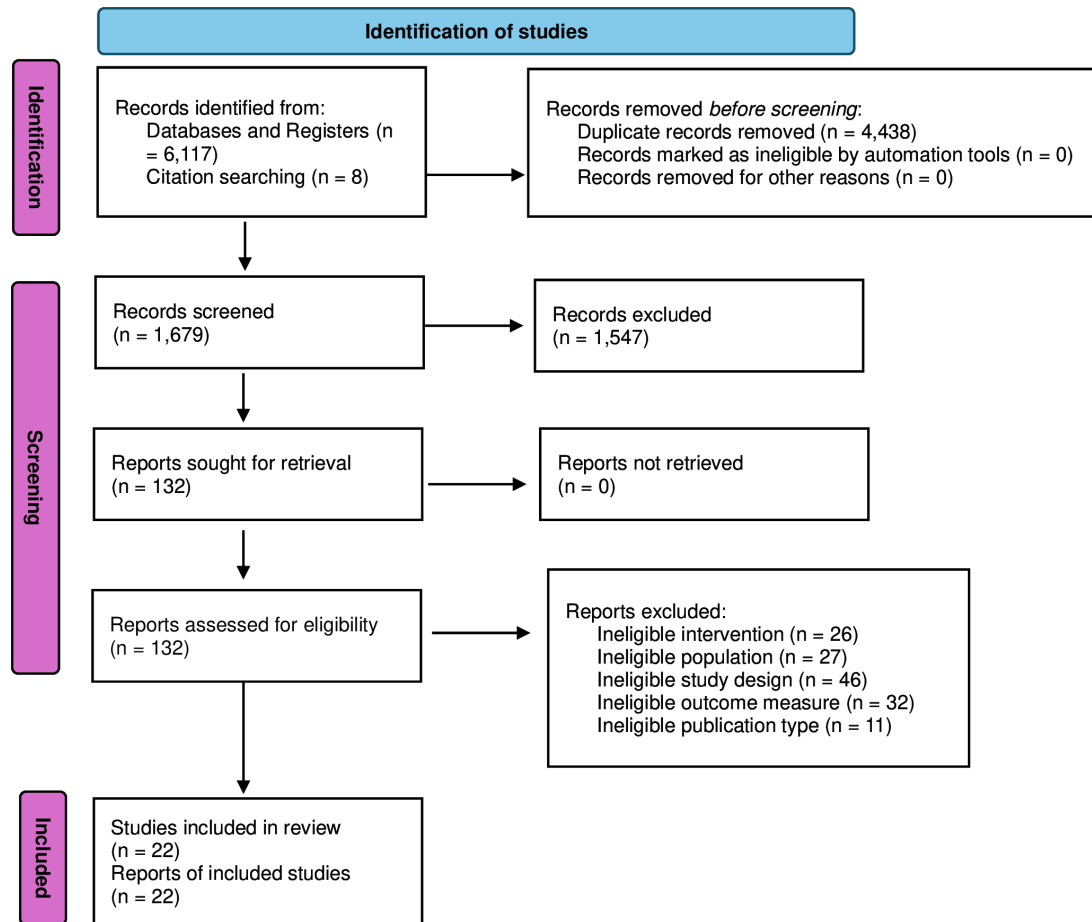 Identification of studies
Identification
Records identified from:
Databases and Registers (n
= 6,117)
Citation searching (n = 8)
Records removed before screening:
Duplicate records removed (n = 4,438)
Records marked as ineligible by automation tools (n = 0)
Records removed for other reasons (n = 0)
Screening
Records screened
(n = 1,679)
Records excluded
(n = 1,547)
Reports sought for retrieval
(n = 132)
Reports not retrieved
(n = 0)
Reports assessed for eligibility
(n = 132)
Reports excluded:
Ineligible intervention (n = 26)
Ineligible population (n = 27)
Ineligible study design (n = 46)
Ineligible outcome measure (n = 32)
Ineligible publication type (n = 11)
Included
Studies included in review
(n = 22)
Reports of included studies
(n = 22)